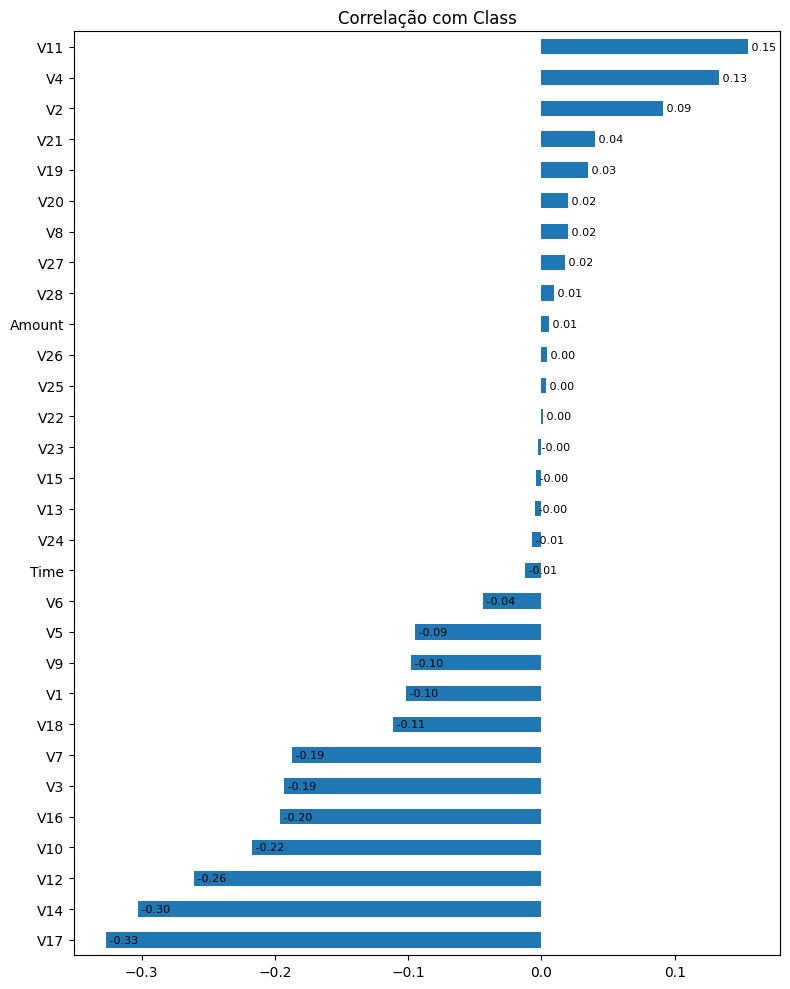 Correlação com Class
V11 0.15
V4 0.13
V2 0.09
V21 0.04
V19 0.03
V20 0.02
V8 0.02
V27 0.02
V28 0.01
Amount 0.01
V26 0.00
V25 0.00
V22 0.00
V23 -0.00
V15 -0.00
V13 -0.00
V24 -0.01
Time -0.01
V6 -0.04
V5 -0.09
V9 -0.10
V1 -0.10
V18 -0.11
V7 -0.19
V3 -0.19
V16 -0.20
V10 -0.22
V12 -0.26
V14 -0.30
V17 -0.33
−0.3 −0.2 −0.1 0.0 0.1